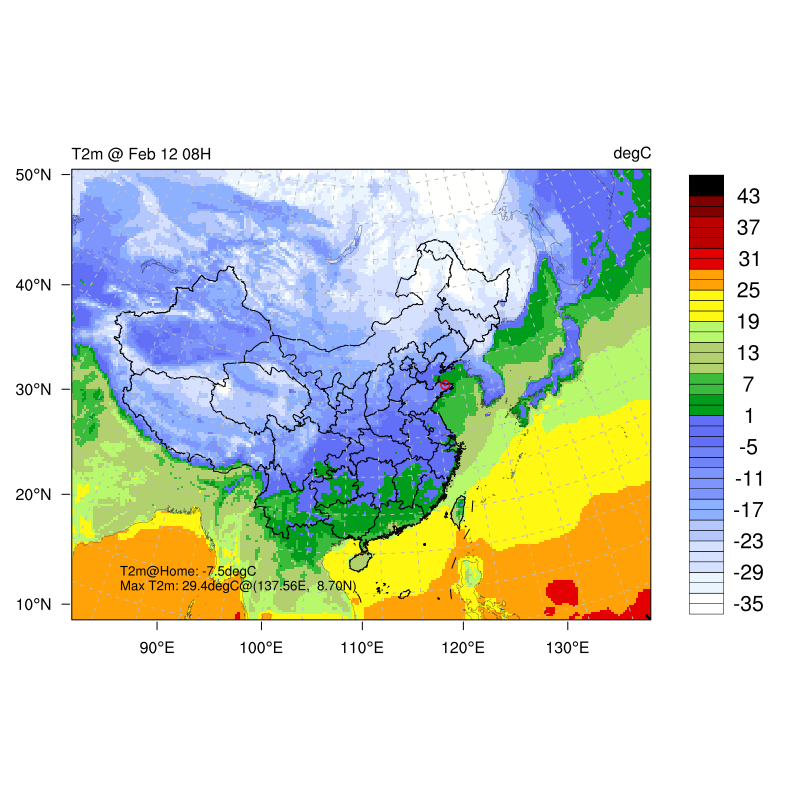 T2m @ Feb 12 08H
degC
50°N
40°N
30°N
20°N
10°N
90°E
100°E
110°E
120°E
130°E
T2m@Home: -7.5degC
Max T2m: 29.4degC@(137.56E, 8.70N)
43
37
31
25
19
13
7
1
-5
-11
-17
-23
-29
-35